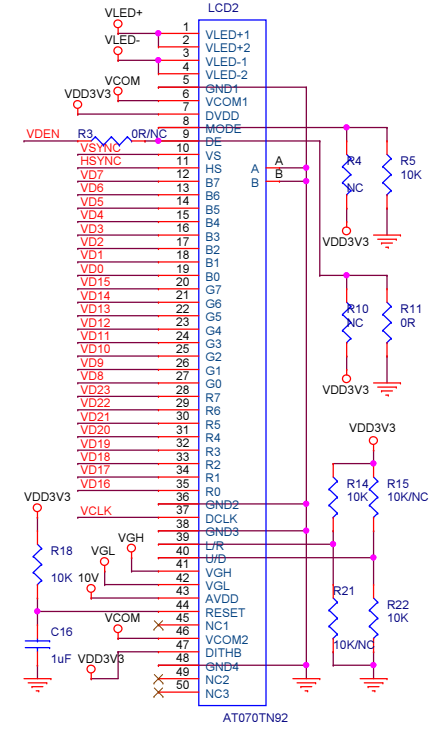 LCD2
VLED+
1 VLED+1
2 VLED+2
VLED-
3 VLED-1
4 VLED-2
5 GND1
VCOM
6 VCOM1
VDD3V3
7 DVDD
8 MODE
VDEN R3 0R/NC 9 DE
VSYNC 10 VS
HSYNC 11 HS A A
VD7 12 B7 B B
VD6 13 B6
VD5 14 B5
VD4 15 B4
VD3 16 B3
VD2 17 B2
VD1 18 B1
VD0 19 B0
VD15 20 G7
VD14 21 G6
VD13 22 G5
VD12 23 G4
VD11 24 G3
VD10 25 G2
VD9 26 G1
VD8 27 G0
VD23 28 R7
VD22 29 R6
VD21 30 R5
VD20 31 R4
VD19 32 R3
VD18 33 R2
VD17 34 R1
VD16 35 R0
36 GND2
VCLK 37 DCLK
38 GND3
39 L/R
40 U/D
VGH
41 VGH
VGL
42 VGL
10V
43 AVDD
44 RESET
45 NC1
VCOM
46 VCOM2
VDD3V3
47 DITHB
48 GND4
49 NC2
50 NC3
AT070TN92
R4
NC
R5
10K
VDD3V3
R10
NC
R11
0R
VDD3V3
VDD3V3
R14
10K
R15
10K/NC
R21
10K/NC
R22
10K
VDD3V3
R18
10K
C16
1uF